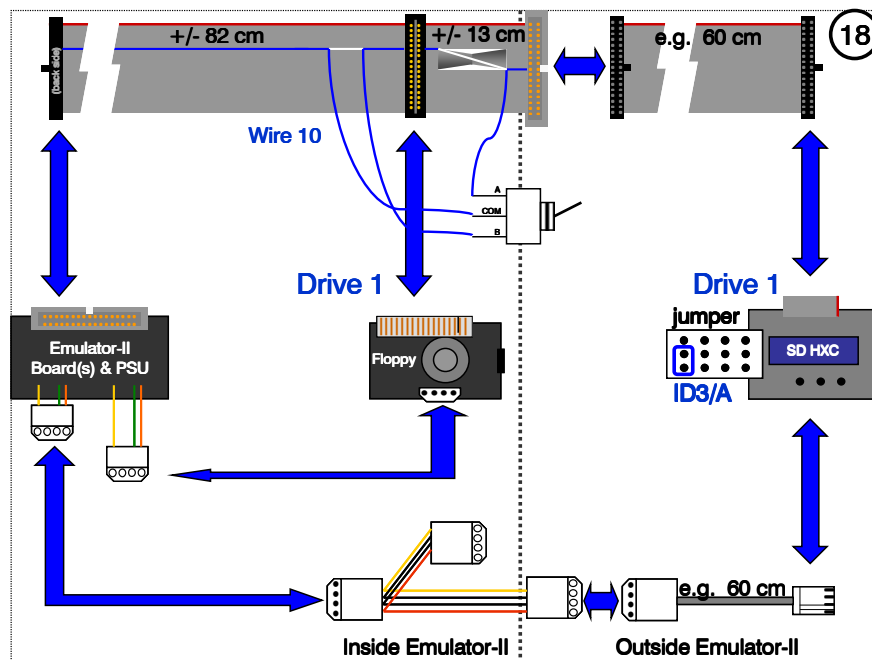 +/- 82 cm
+/- 13 cm
e.g. 60 cm
18
(back side)
Wire 10
A
COM
B
Drive 1
Drive 1
jumper
Emulator-II
Board(s) & PSU
Floppy
SD HXC
ID3/A
e.g. 60 cm
Inside Emulator-II
Outside Emulator-II